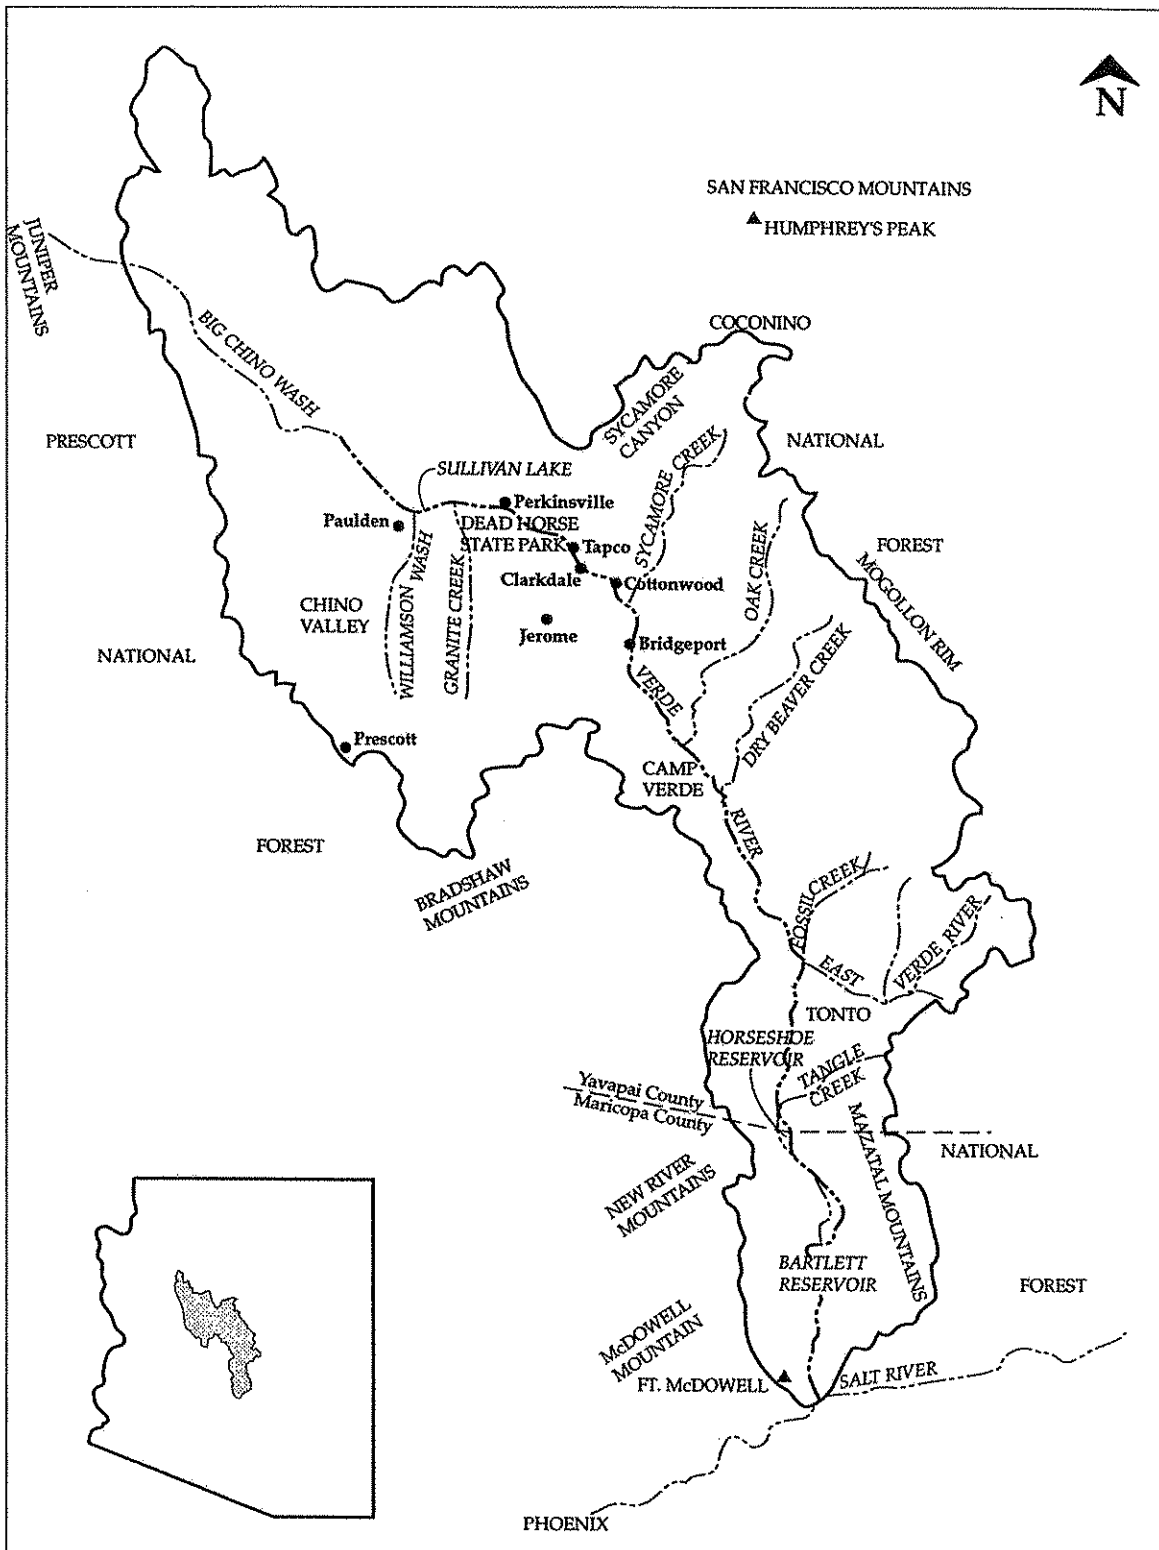 N
SAN FRANCISCO MOUNTAINS
HUMPHREY'S PEAK
JUNIPER
MOUNTAINS
BIG CHINO WASH
COCONINO
SYCAMORE
CANYON
PRESCOTT
NATIONAL
SULLIVAN LAKE
SYCAMORE CREEK
Perkinsville
Paulden
DEAD HORSE
STATE PARK
Tapco
FOREST
MOGOLLON RIM
Clarkdale
Cottonwood
OAK CREEK
CHINO
VALLEY
WILLIAMSON WASH
GRANITE CREEK
Jerome
Bridgeport
NATIONAL
VERDE
DRY BEAVER CREEK
Prescott
CAMP
VERDE
RIVER
FOREST
BRADSHAW
MOUNTAINS
FOSSIL CREEK
EAST
VERDE RIVER
TONTO
HORSESHOE
RESERVOIR
TANGLE
CREEK
Yavapai County
Maricopa County
MAZATAL MOUNTAINS
NATIONAL
NEW RIVER
MOUNTAINS
BARTLETT
RESERVOIR
FOREST
McDOWELL
MOUNTAIN
FT. McDOWELL
SALT RIVER
PHOENIX